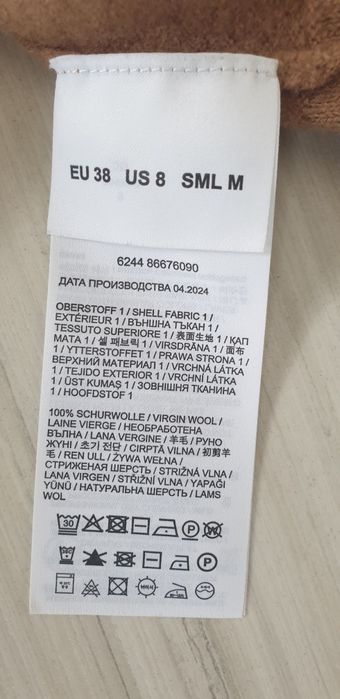 EU 38 US 8 SML M
6244 86676090
ДАТА ПРОИЗВОДСТВА 04.2024
OBERSTOFF 1 / SHELL FABRIC 1 /
EXTÉRIEUR 1 / ВЪНШНА ТЪКАН 1 /
TESSUTO SUPERIORE 1 / 表面生地 1 / ҚАП
МАТА 1 / 셸 패브릭 1 / VIRSDRĀNA 1 / 面布
1 / YTTERSTOFFET 1 / PRAWA STRONA 1 /
ВЕРХНИЙ МАТЕРИАЛ 1 / VRCHNÁ LÁTKA
1 / TEJIDO EXTERIOR 1 / VRCHNÍ LÁTKA
1 / ÜST KUMAŞ 1 / ЗОВНІШНЯ ТКАНИНА
1 / HOOFDSTOF 1
100% SCHURWOLLE / VIRGIN WOOL /
LAINE VIERGE / НЕОБРАБОТЕНА
ВЪЛНА / LANA VERGINE / 羊毛 / РУНО
ЖҮНІ / 초기 전단 / CIRPTĀ VILNA / 初剪羊
毛 / REN ULL / ŻYWA WEŁNA /
СТРИЖЕНАЯ ШЕРСТЬ / STRIŽNÁ VLNA /
LANA VIRGEN / STŘIŽNÍ VLNA / YAPAĞI
YÜNÜ / НАТУРАЛЬНА ШЕРСТЬ / LAMS
WOL
30 P W